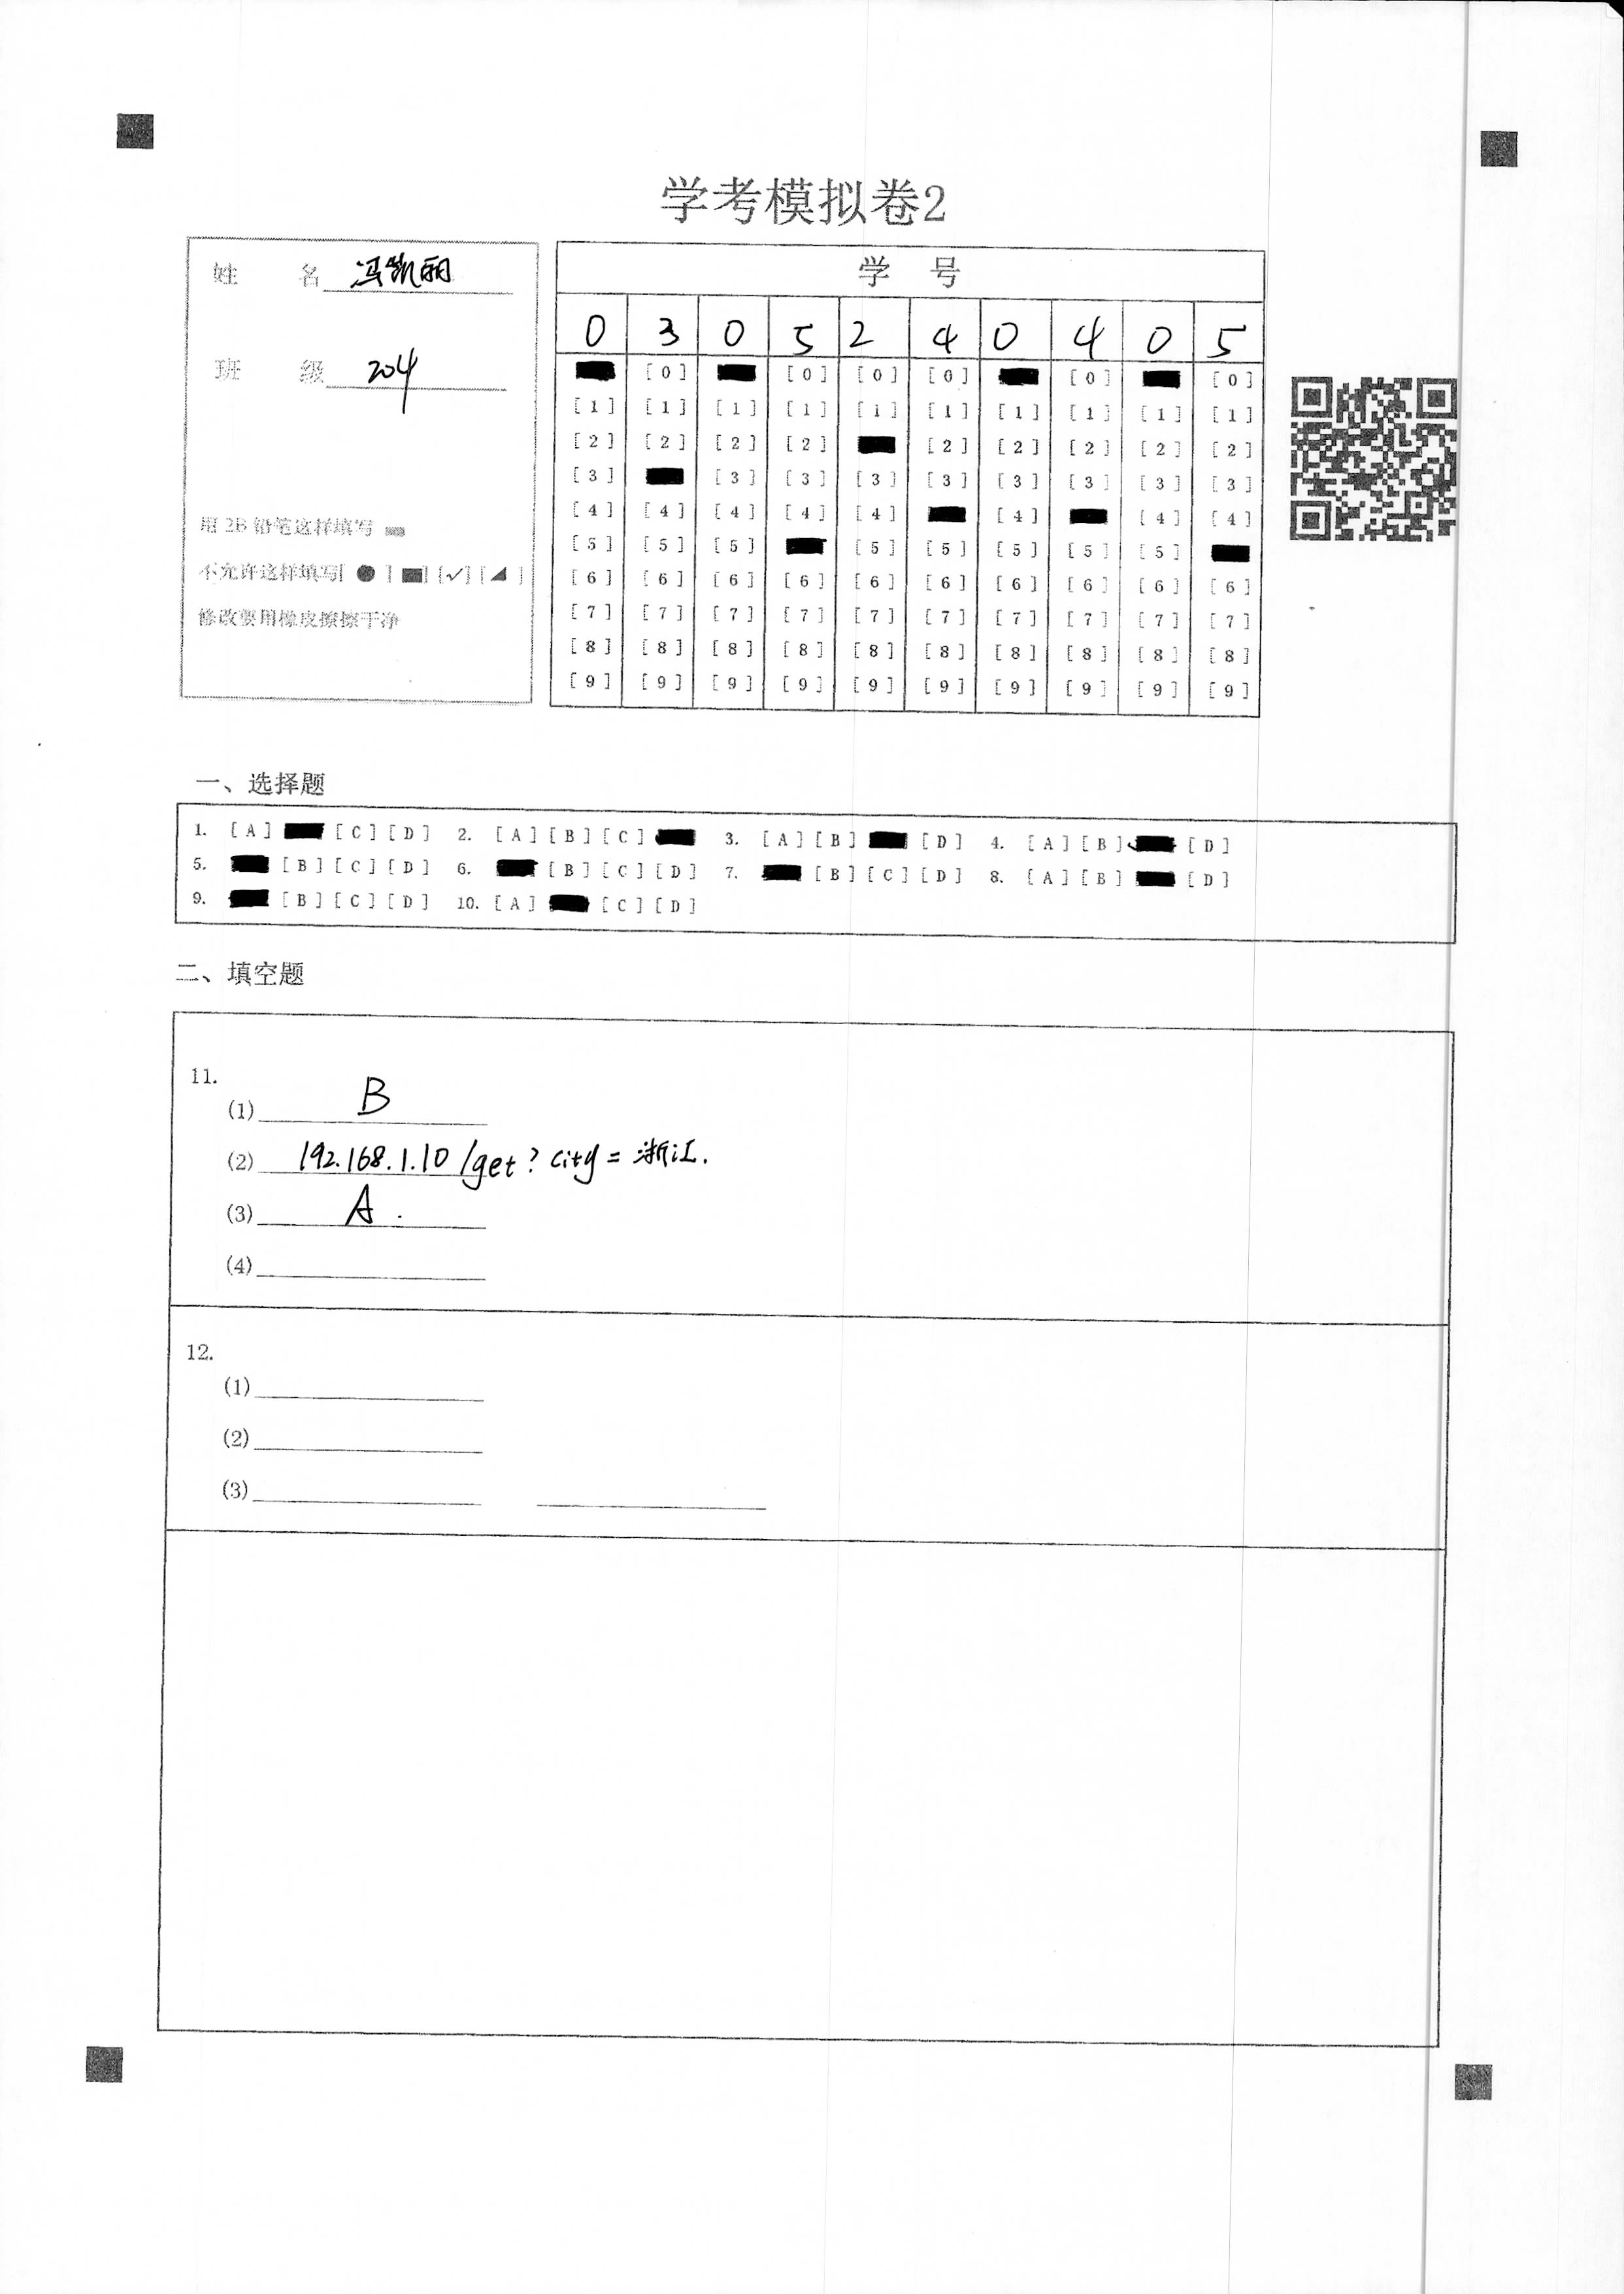 学考模拟卷2
姓 名 冯凯丽
班 级 204
用 2B 铅笔这样填写
不允许这样填写[ ● ] [■] [✓] [◢ ]
修改要用橡皮擦擦干净
学 号
0 3 0 5 2 4 0 4 0 5
[0] [0] [0] [0] [0] [0]
[1] [1] [1] [1] [1] [1] [1] [1] [1] [1]
[2] [2] [2] [2] [2] [2] [2] [2] [2]
[3] [3] [3] [3] [3] [3] [3] [3] [3]
[4] [4] [4] [4] [4] [4] [4] [4]
[5] [5] [5] [5] [5] [5] [5] [5]
[6] [6] [6] [6] [6] [6] [6] [6] [6] [6]
[7] [7] [7] [7] [7] [7] [7] [7] [7] [7]
[8] [8] [8] [8] [8] [8] [8] [8] [8] [8]
[9] [9] [9] [9] [9] [9] [9] [9] [9] [9]
一、选择题
1. [A] [C] [D] 2. [A] [B] [C] 3. [A] [B] [D] 4. [A] [B] [D]
5. [B] [C] [D] 6. [B] [C] [D] 7. [B] [C] [D] 8. [A] [B] [D]
9. [B] [C] [D] 10. [A] [C] [D]
二、填空题
11.
(1) B
(2) 192.168.1.10/get?city=浙江.
(3) A.
(4)
12.
(1)
(2)
(3)